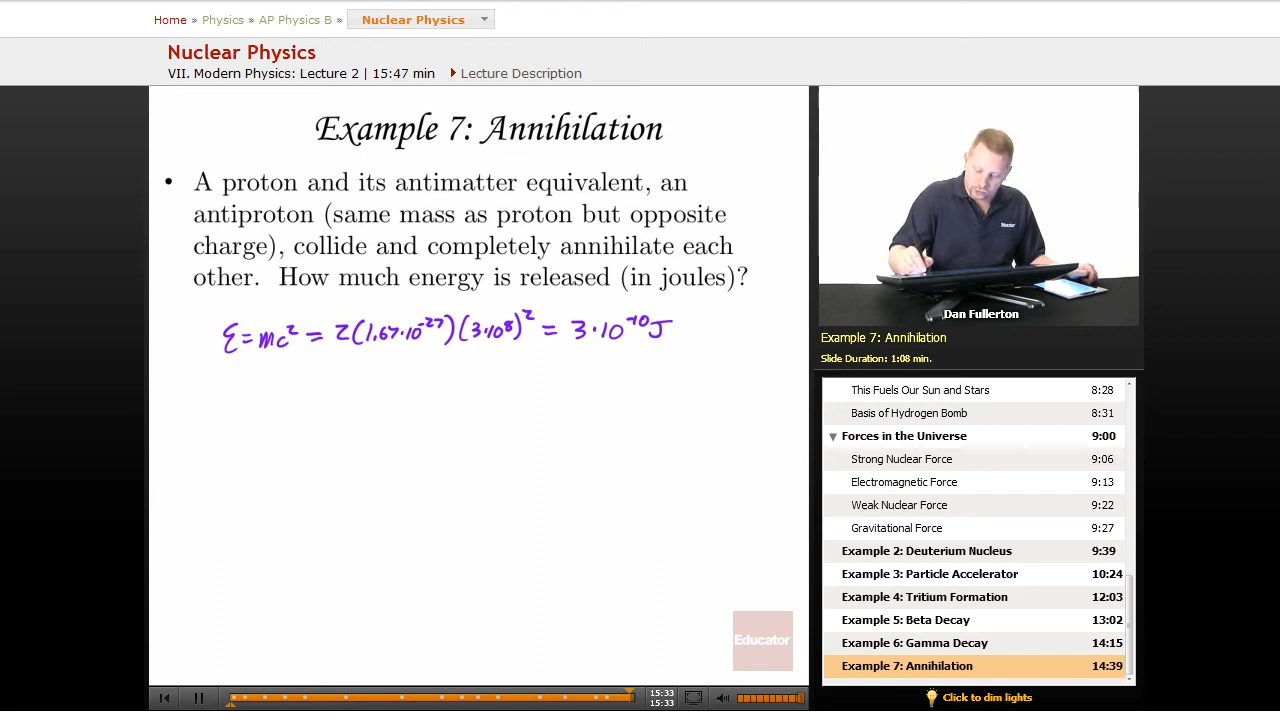 Home » Physics » AP Physics B » Nuclear Physics
Nuclear Physics
VII. Modern Physics: Lecture 2 | 15:47 min Lecture Description
Example 7: Annihilation
• A proton and its antimatter equivalent, an
antiproton (same mass as proton but opposite
charge), collide and completely annihilate each
other. How much energy is released (in joules)?
E = mc² = 2(1.67·10⁻²⁷)(3·10⁸)² = 3·10⁻¹⁰ J
Educator
Dan Fullerton
Example 7: Annihilation
Slide Duration: 1:08 min.
This Fuels Our Sun and Stars 8:28
Basis of Hydrogen Bomb 8:31
Forces in the Universe 9:00
Strong Nuclear Force 9:06
Electromagnetic Force 9:13
Weak Nuclear Force 9:22
Gravitational Force 9:27
Example 2: Deuterium Nucleus 9:39
Example 3: Particle Accelerator 10:24
Example 4: Tritium Formation 12:03
Example 5: Beta Decay 13:02
Example 6: Gamma Decay 14:15
Example 7: Annihilation 14:39
15:33
15:33
Click to dim lights